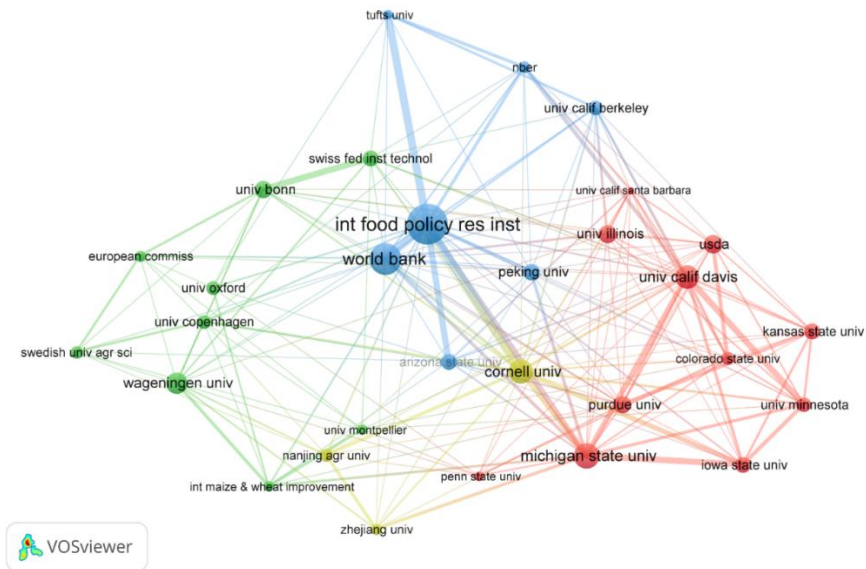 tufts univ
nber
univ calif berkeley
swiss fed inst technol
univ bonn
univ calif santa barbara
int food policy res inst
univ illinois
usda
european commiss
world bank
peking univ
univ calif davis
univ oxford
univ copenhagen
kansas state univ
swedish univ agr sci
arizona state univ
colorado state univ
wageningen univ
cornell univ
purdue univ
univ minnesota
univ montpellier
nanjing agr univ
michigan state univ
iowa state univ
penn state univ
int maize & wheat improvement
zhejiang univ
VOSviewer